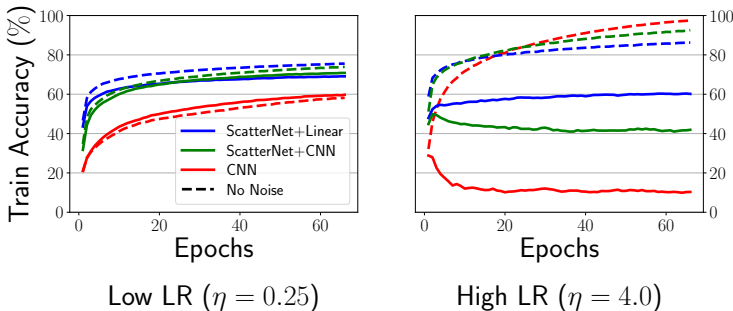 Train Accuracy (%)
100
80
60
40
20
0
ScatterNet+Linear
ScatterNet+CNN
CNN
No Noise
0 20 40 60
Epochs
Low LR (η = 0.25)
100
80
60
40
20
0
0 20 40 60
Epochs
High LR (η = 4.0)